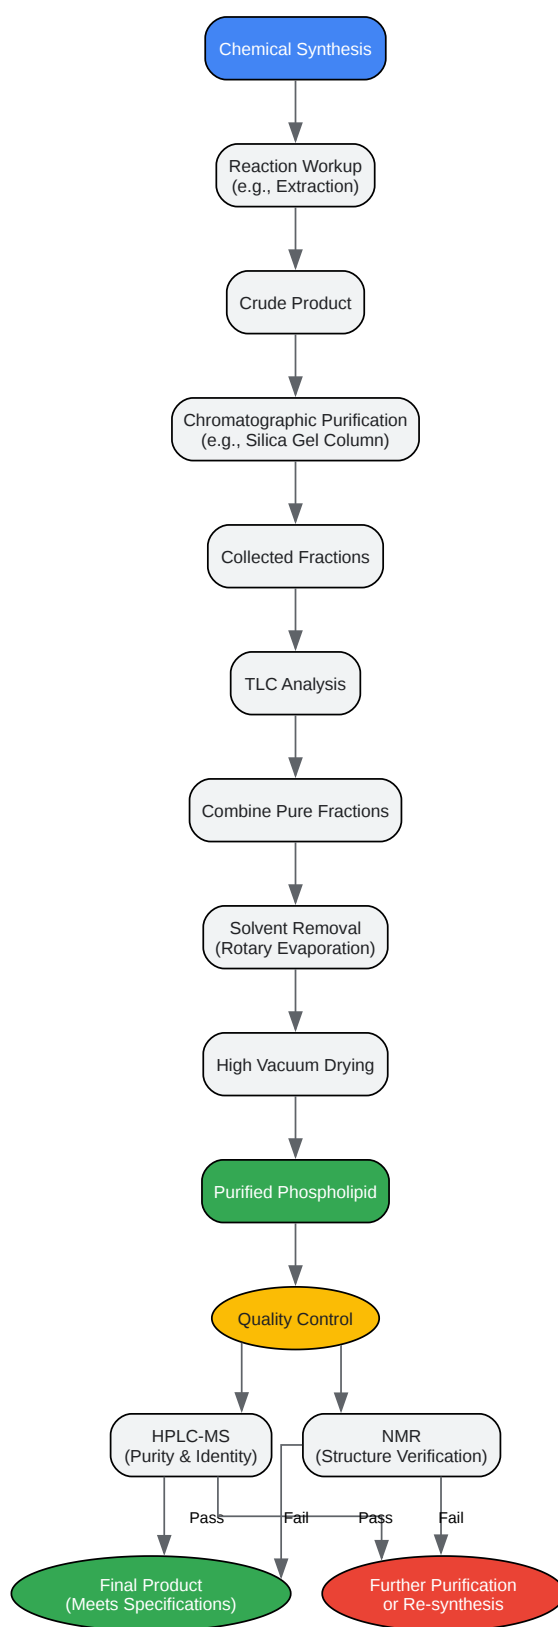 Chemical Synthesis
Reaction Workup
(e.g., Extraction)
Crude Product
Chromatographic Purification
(e.g., Silica Gel Column)
Collected Fractions
TLC Analysis
Combine Pure Fractions
Solvent Removal
(Rotary Evaporation)
High Vacuum Drying
Purified Phospholipid
Quality Control
HPLC-MS
(Purity & Identity)
NMR
(Structure Verification)
Pass
Fail
Pass
Fail
Final Product
(Meets Specifications)
Further Purification
or Re-synthesis